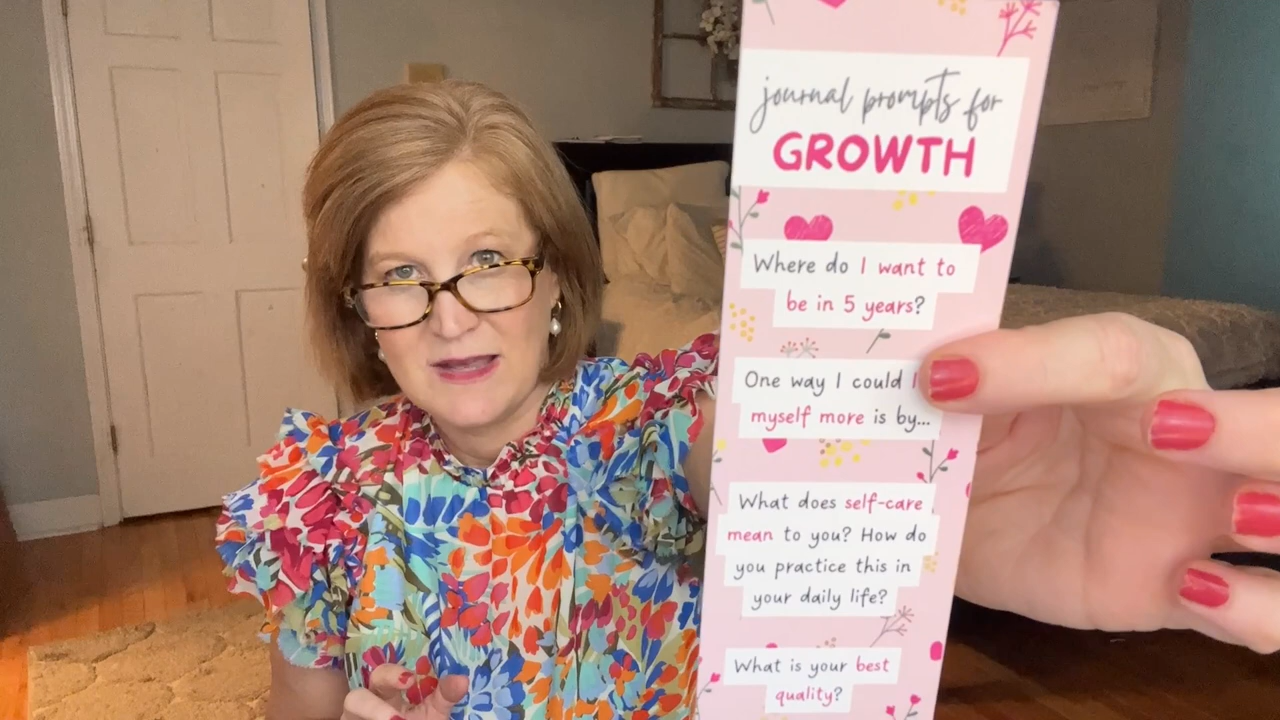 journal prompts for
GROWTH
Where do I want to
be in 5 years?
One way I could
myself more is by...
What does self-care
mean to you? How do
you practice this in
your daily life?
What is your best
quality?